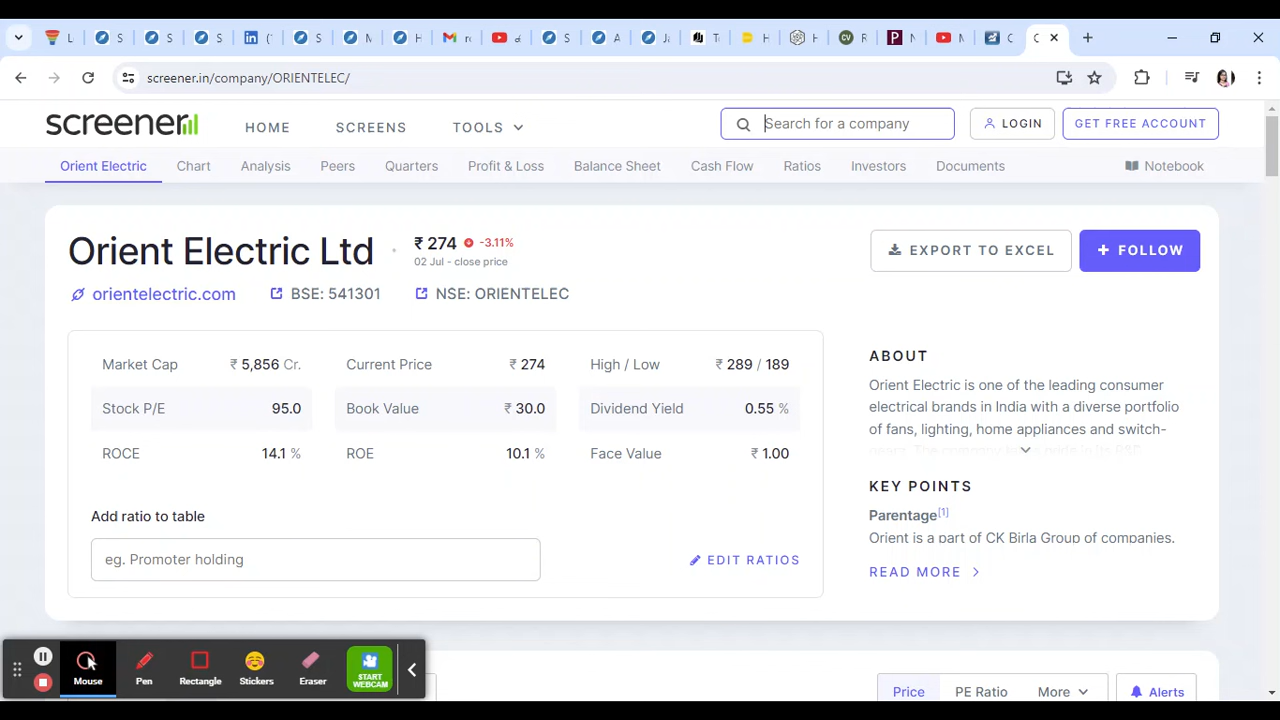 L
S
S
S
(
S
M
H
r
S
A
J
T
H
H
R
N
M
C
C
screener.in/company/ORIENTELEC/
screener
HOME
SCREENS
TOOLS
Search for a company
LOGIN
GET FREE ACCOUNT
Orient Electric
Chart
Analysis
Peers
Quarters
Profit & Loss
Balance Sheet
Cash Flow
Ratios
Investors
Documents
Notebook
Orient Electric Ltd
₹ 274 -3.11%
02 Jul - close price
EXPORT TO EXCEL
FOLLOW
orientelectric.com
BSE: 541301
NSE: ORIENTELEC
Market Cap ₹ 5,856 Cr.
Current Price ₹ 274
High / Low ₹ 289 / 189
Stock P/E 95.0
Book Value ₹ 30.0
Dividend Yield 0.55 %
ROCE 14.1 %
ROE 10.1 %
Face Value ₹ 1.00
Add ratio to table
eg. Promoter holding
EDIT RATIOS
ABOUT
Orient Electric is one of the leading consumer
electrical brands in India with a diverse portfolio
of fans, lighting, home appliances and switch-
KEY POINTS
Parentage[1]
Orient is a part of CK Birla Group of companies.
READ MORE
Mouse
Pen
Rectangle
Stickers
Eraser
START
WEBCAM
Price
PE Ratio
More
Alerts